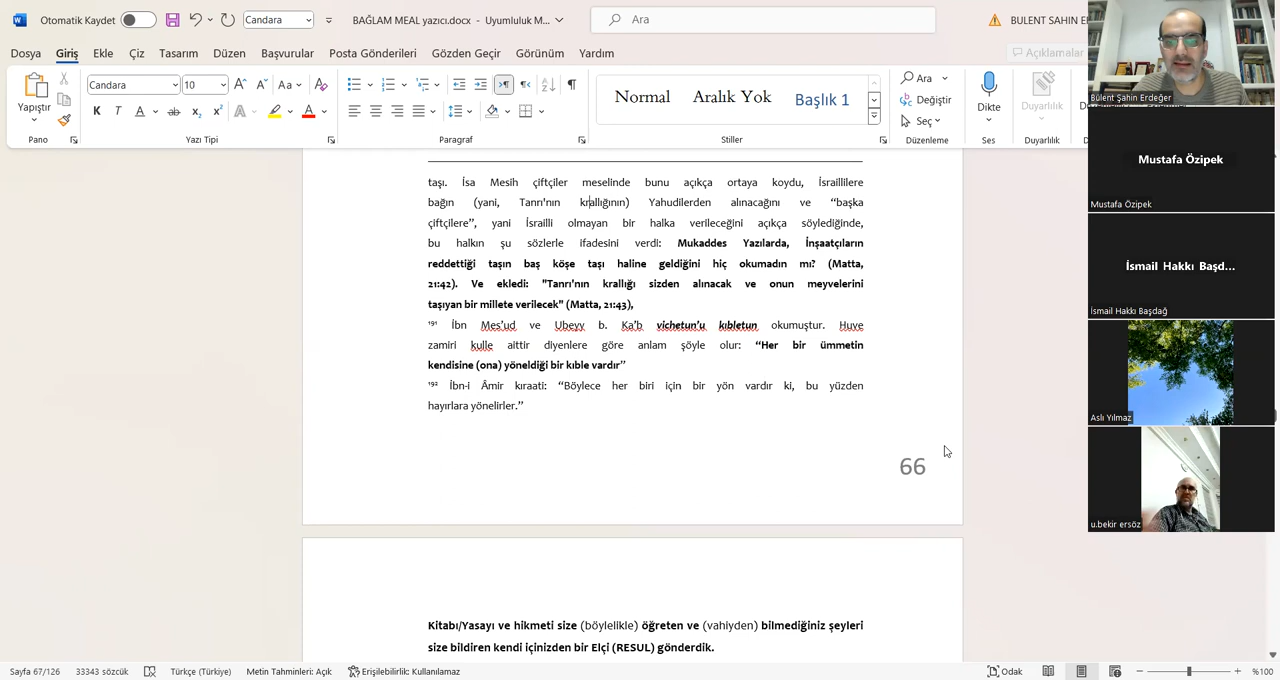 Otomatik Kaydet
Candara
BAĞLAM MEAL yazıcı.docx - Uyumluluk M...
Ara
BULENT SAHIN E
Dosya Giriş Ekle Çiz Tasarım Düzen Başvurular Posta Gönderileri Gözden Geçir Görünüm Yardım
Açıklamalar
Yapıştır
Candara 10
K T A ab x₂ x² A A
Normal Aralık Yok Başlık 1
Ara
Değiştir
Seç
Dikte
Duyarlılık
Pano Yazı Tipi Paragraf Stiller Düzenleme Ses Duyarlılık
taşı. İsa Mesih çiftçiler meselinde bunu açıkça ortaya koydu, İsraillilere
bağın (yani, Tanrı'nın krallığının) Yahudilerden alınacağını ve “başka
çiftçilere”, yani İsrailli olmayan bir halka verileceğini açıkça söylediğinde,
bu halkın şu sözlerle ifadesini verdi: Mukaddes Yazılarda, İnşaatçıların
reddettiği taşın baş köşe taşı haline geldiğini hiç okumadın mı? (Matta,
21:42). Ve ekledi: "Tanrı'nın krallığı sizden alınacak ve onun meyvelerini
taşıyan bir millete verilecek" (Matta, 21:43),
¹⁹¹ İbn Mes'ud ve Ubeyy b. Ka'b vichetun'u kıbletun okumuştur. Huve
zamiri kulle aittir diyenlere göre anlam şöyle olur: “Her bir ümmetin
kendisine (ona) yöneldiği bir kıble vardır”
¹⁹² İbn-i Âmir kıraati: “Böylece her biri için bir yön vardır ki, bu yüzden
hayırlara yönelirler.”
66
Kitabı/Yasayı ve hikmeti size (böylelikle) öğreten ve (vahiyden) bilmediğiniz şeyleri
size bildiren kendi içinizden bir Elçi (RESUL) gönderdik.
Bülent Şahin Erdeğer
Mustafa Özipek
Mustafa Özipek
İsmail Hakkı Başd...
İsmail Hakkı Başdağ
Aslı Yılmaz
u.bekir ersöz
Sayfa 67/126 33343 sözcük Türkçe (Türkiye) Metin Tahminleri: Açık Erişilebilirlik: Kullanılamaz Odak %100